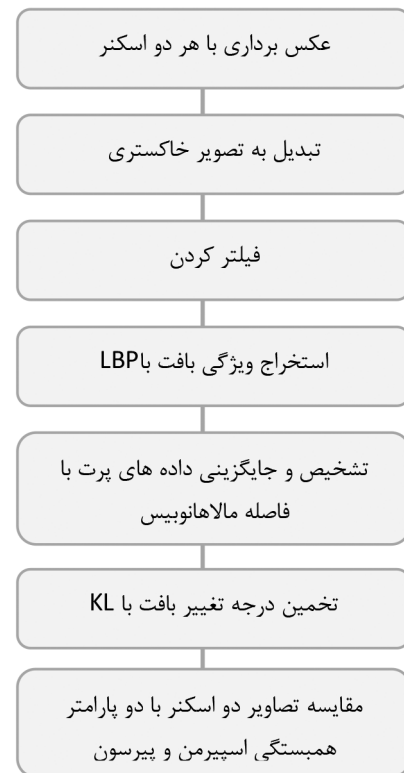 عکس برداری با هر دو اسکنر
تبدیل به تصویر خاکستری
فیلتر کردن
استخراج ویژگی بافت باLBP
تشخیص و جایگزینی داده های پرت با
فاصله مالاهانوبیس
تخمین درجه تغییر بافت با KL
مقایسه تصاویر دو اسکنر با دو پارامتر
همبستگی اسپیرمن و پیرسون